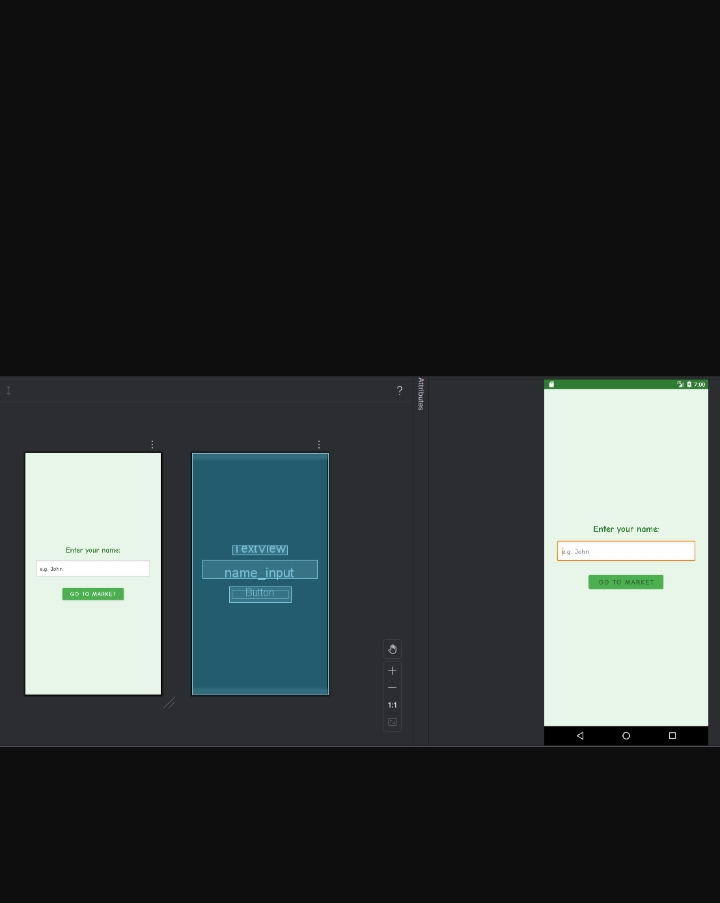 ?
Attributes
7:00
Enter your name:
e.g. John
GO TO MARKET
TextView
name_input
Button
1:1
Enter your name:
e.g. John
GO TO MARKET